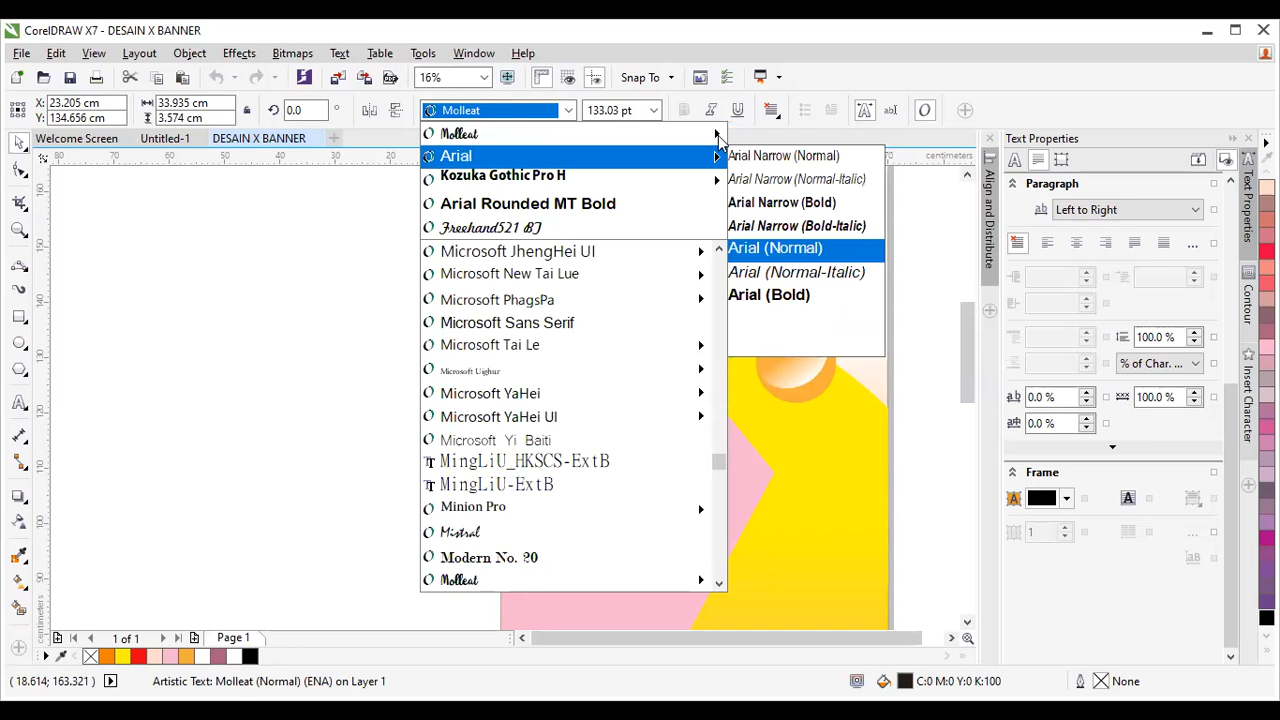 CorelDRAW X7 - DESAIN X BANNER
File Edit View Layout Object Effects Bitmaps Text Table Tools Window Help
16% Snap To
X: 23.205 cm 33.935 cm
Y: 134.656 cm 3.574 cm
0.0 °
Molleat 133.03 pt
Welcome Screen Untitled-1 DESAIN X BANNER
80 20 10 centimeters
Molleat
Arial
Kozuka Gothic Pro H
Arial Rounded MT Bold
Freehand521 BT
Microsoft JhengHei UI
Microsoft New Tai Lue
Microsoft PhagsPa
Microsoft Sans Serif
Microsoft Tai Le
Microsoft Uighur
Microsoft YaHei
Microsoft YaHei UI
Microsoft Yi Baiti
MingLiU_HKSCS-ExtB
MingLiU-ExtB
Minion Pro
Mistral
Modern No. 20
Molleat
Arial Narrow (Normal)
Arial Narrow (Normal-Italic)
Arial Narrow (Bold)
Arial Narrow (Bold-Italic)
Arial (Normal)
Arial (Normal-Italic)
Arial (Bold)
Text Properties
Paragraph
Left to Right
100.0 %
% of Char...
0.0 % 100.0 %
0.0 %
Frame
1
Align and Distribute
Text Properties
Contour
Insert Character
centimeters
1 of 1 Page 1
(18.614; 163.321 ) Artistic Text: Molleat (Normal) (ENA) on Layer 1 C:0 M:0 Y:0 K:100 None